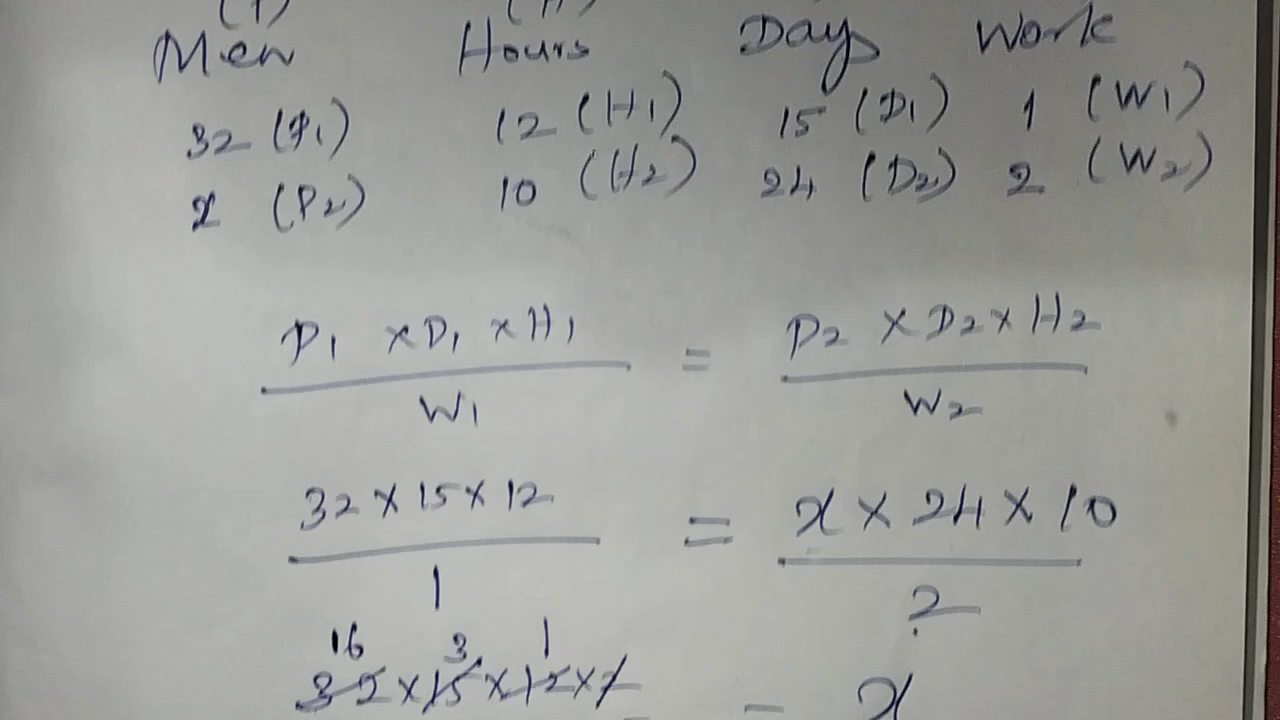 Men Hours Days Work
32 (P1) 12 (H1) 15 (D1) 1 (W1)
x (P2) 10 (H2) 24 (D2) 2 (W2)
P1 × D1 × H1 = P2 × D2 × H2
W1 W2
32 × 15 × 12 = x × 24 × 10
1 2
16 3 1
32 × 15 × 12 × 2 = x